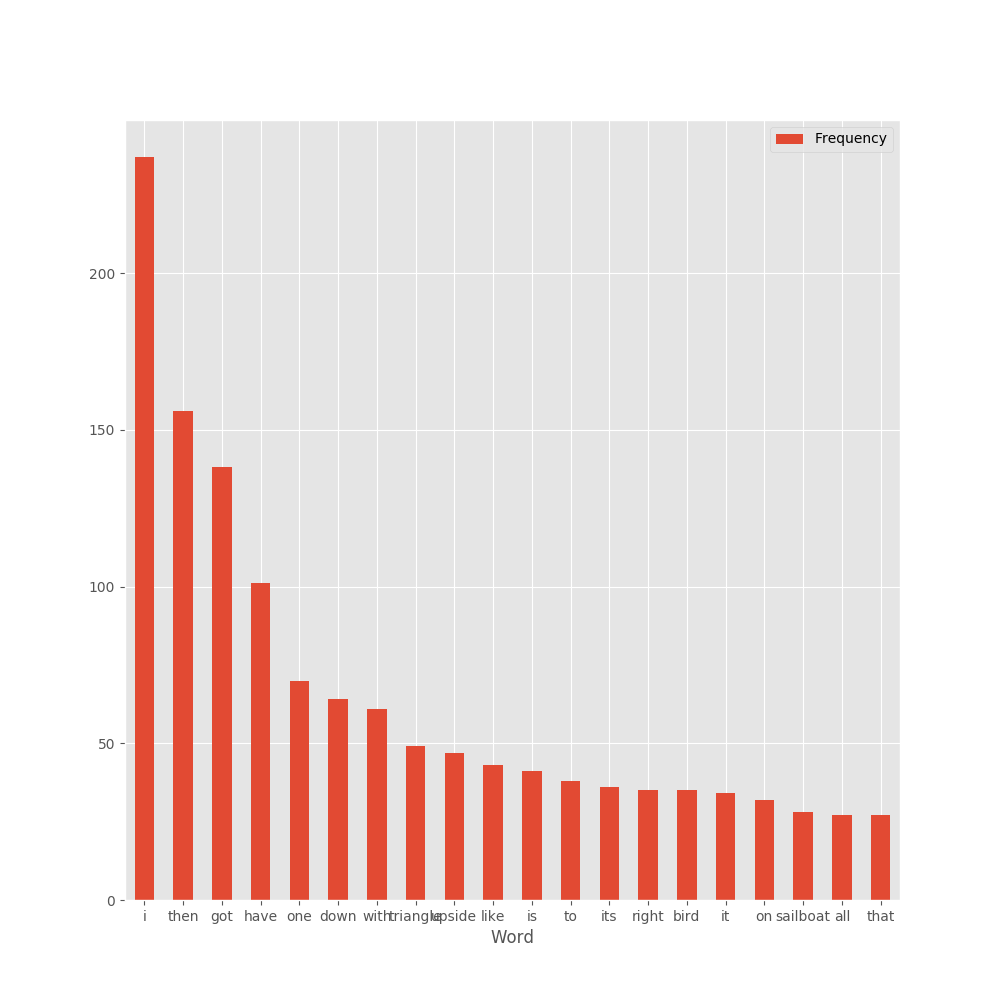 Frequency
200
150
100
50
0
i then got have one down with triangle upside like is to its right bird it on sailboat all that
Word